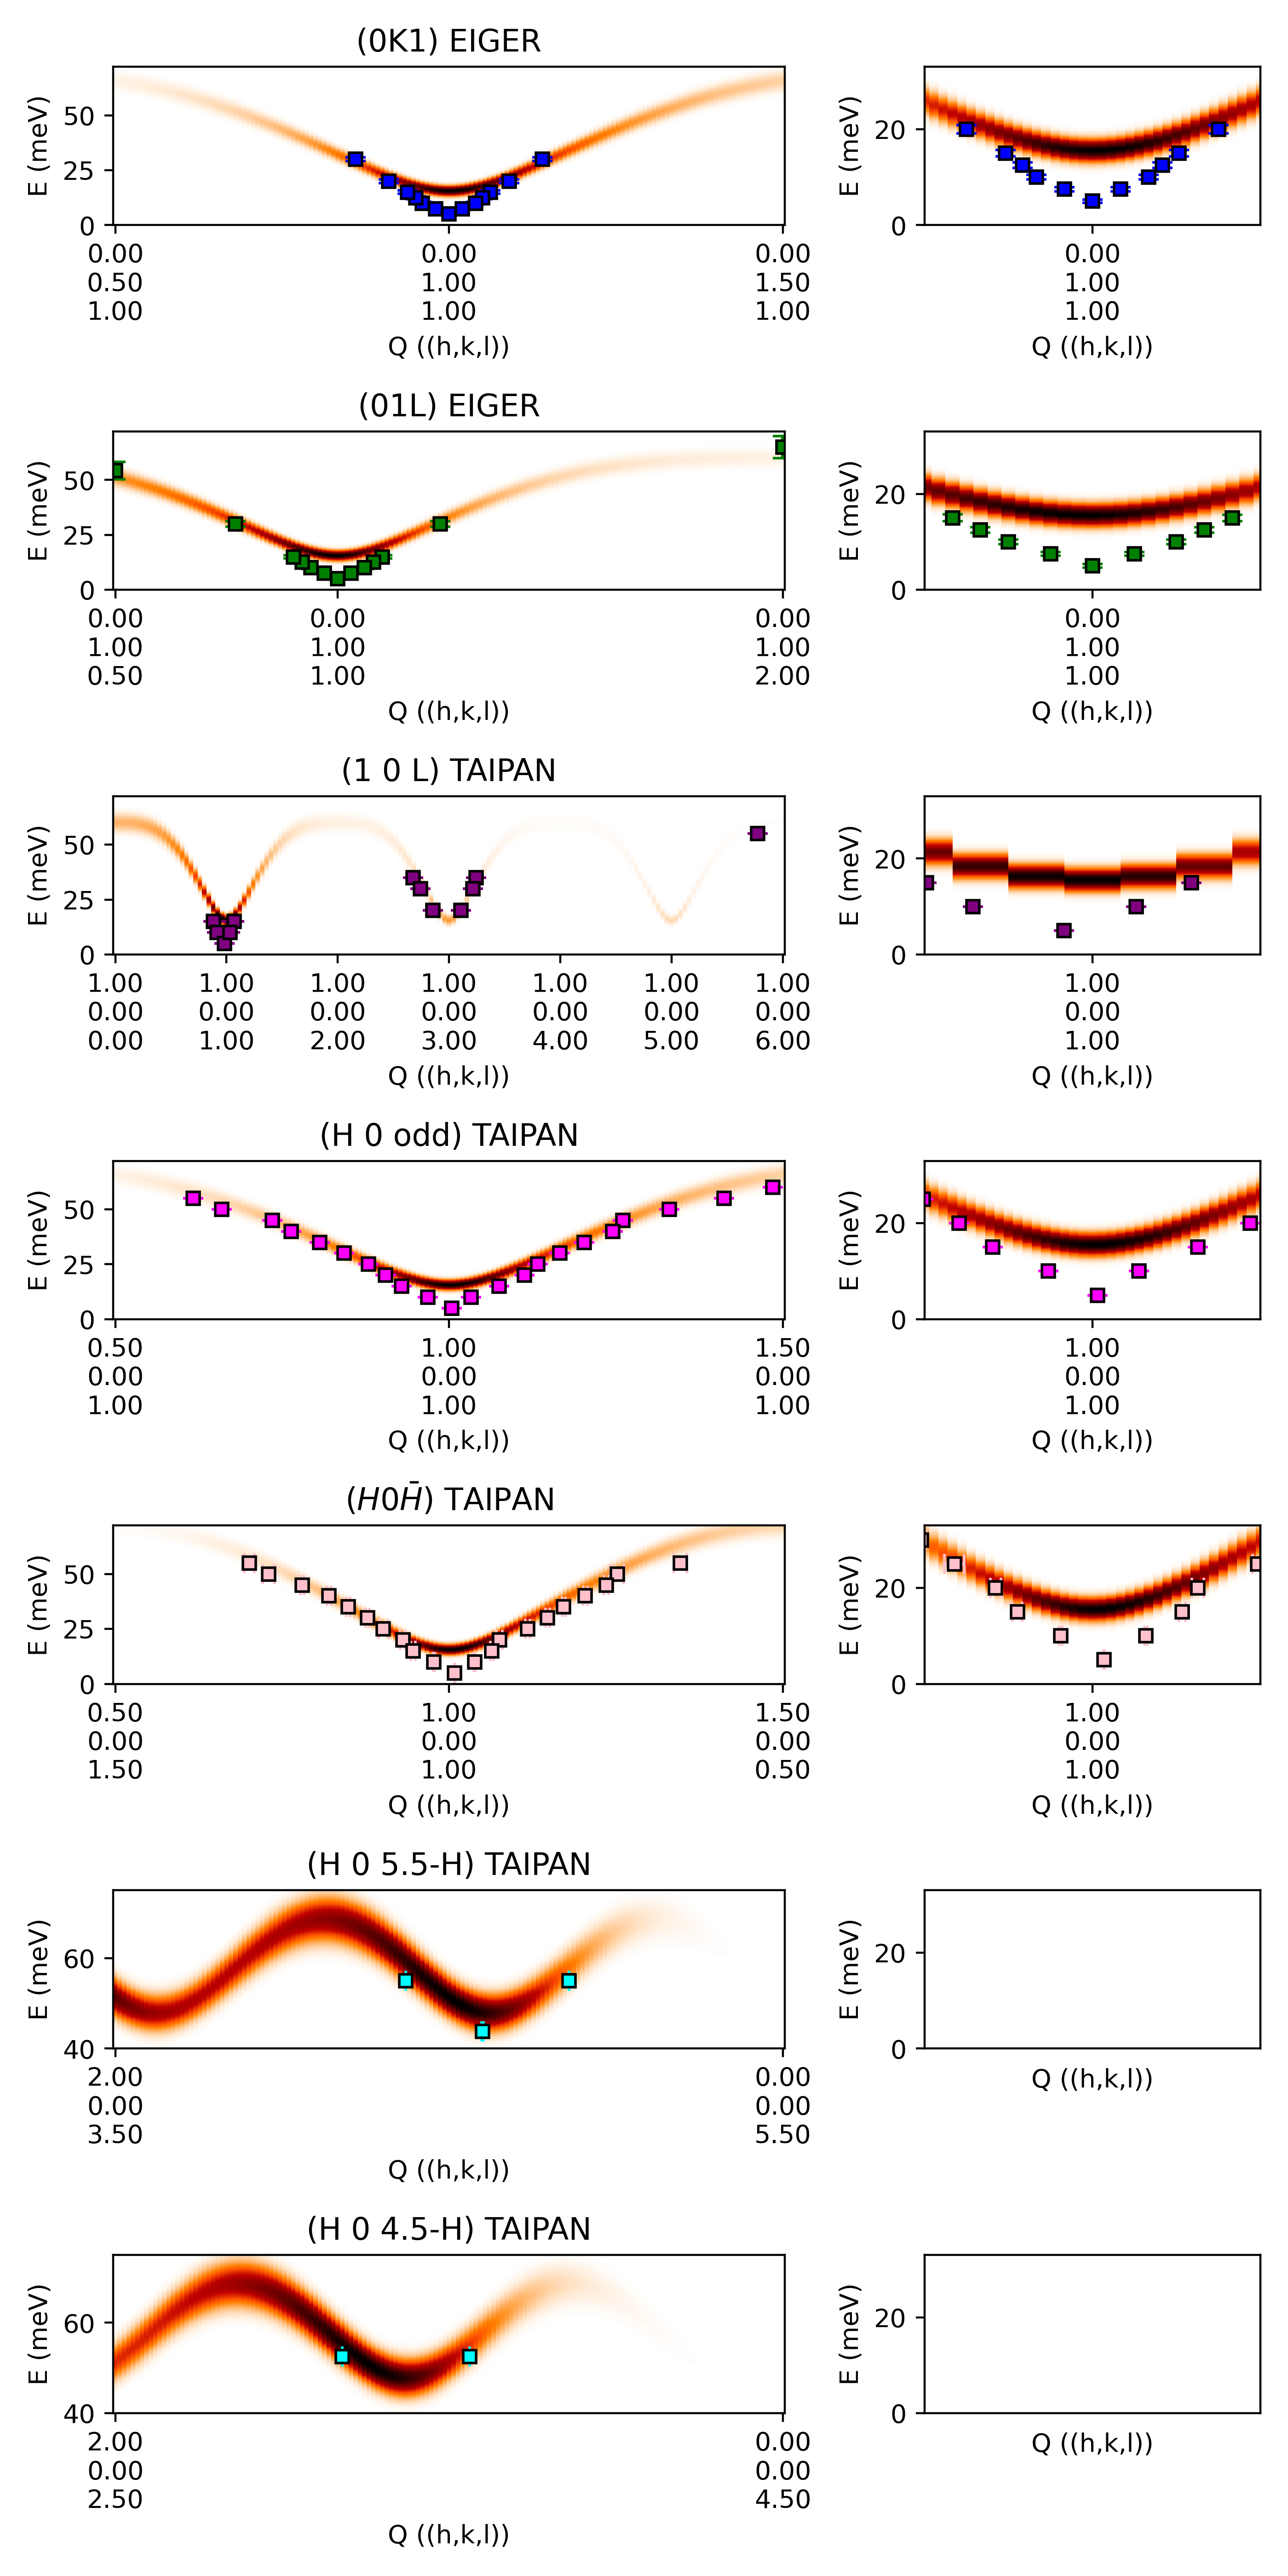 (0K1) EIGER
E (meV)
50
25
0
0.00 0.00 0.00
0.50 1.00 1.50
1.00 1.00 1.00
Q ((h,k,l))
E (meV)
20
0
0.00
1.00
1.00
Q ((h,k,l))
(01L) EIGER
E (meV)
50
25
0
0.00 0.00 0.00
1.00 1.00 1.00
0.50 1.00 2.00
Q ((h,k,l))
E (meV)
20
0
0.00
1.00
1.00
Q ((h,k,l))
(1 0 L) TAIPAN
E (meV)
50
25
0
1.00 1.00 1.00 1.00 1.00 1.00 1.00
0.00 0.00 0.00 0.00 0.00 0.00 0.00
0.00 1.00 2.00 3.00 4.00 5.00 6.00
Q ((h,k,l))
E (meV)
20
0
1.00
0.00
1.00
Q ((h,k,l))
(H 0 odd) TAIPAN
E (meV)
50
25
0
0.50 1.00 1.50
0.00 0.00 0.00
1.00 1.00 1.00
Q ((h,k,l))
E (meV)
20
0
1.00
0.00
1.00
Q ((h,k,l))
(H0H̄) TAIPAN
E (meV)
50
25
0
0.50 1.00 1.50
0.00 0.00 0.00
1.50 1.00 0.50
Q ((h,k,l))
E (meV)
20
0
1.00
0.00
1.00
Q ((h,k,l))
(H 0 5.5-H) TAIPAN
E (meV)
60
40
2.00 0.00
0.00 0.00
3.50 5.50
Q ((h,k,l))
E (meV)
20
0
Q ((h,k,l))
(H 0 4.5-H) TAIPAN
E (meV)
60
40
2.00 0.00
0.00 0.00
2.50 4.50
Q ((h,k,l))
E (meV)
20
0
Q ((h,k,l))